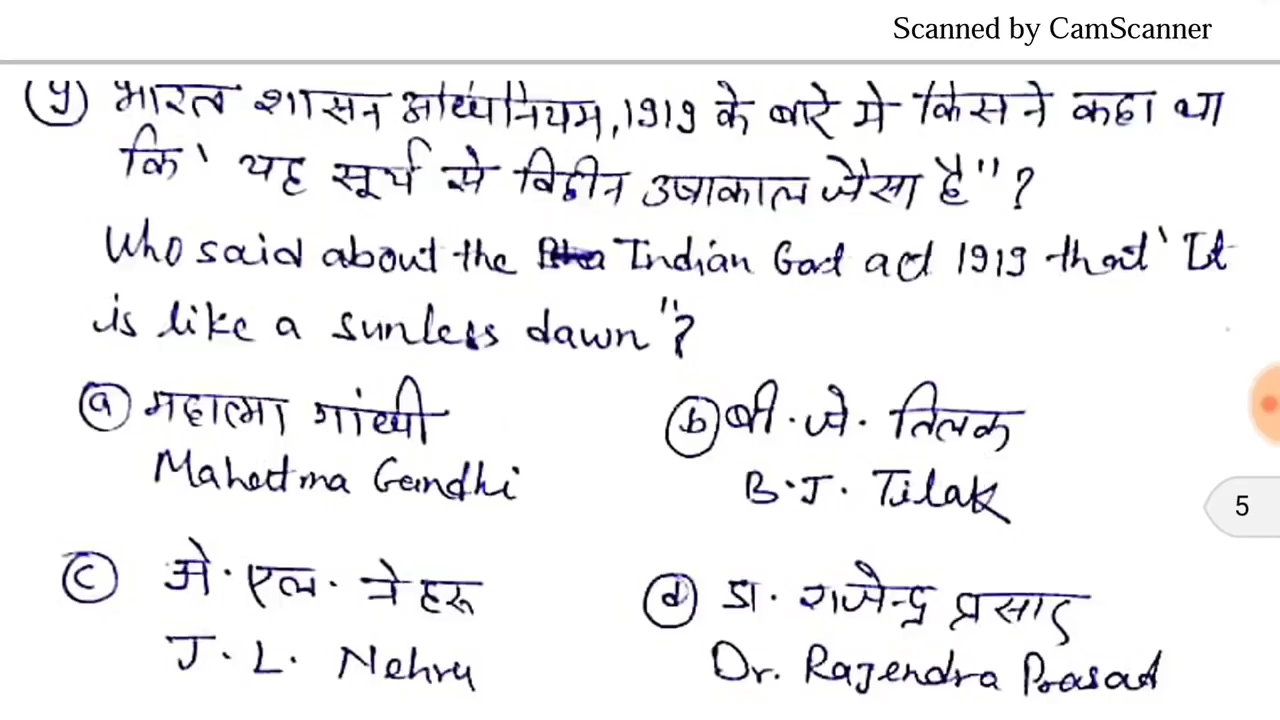 Scanned by CamScanner
(५) भारत शासन अधिनियम, 1919 के बारे मे किस ने कहा था
कि ' यह सूर्य से विहीन उषाकाल जैसा है" ?
Who said about the Indian Govt act 1919 that ' It
is like a sunless dawn "?
(a) महात्मा गांधी
(b) बी. जे. तिलक
Mahatma Gandhi
B. J. Tilak
5
(c) जे. एल. नेहरू
(d) डा. राजेन्द्र प्रसाद
J. L. Nehru
Dr. Rajendra Prasad